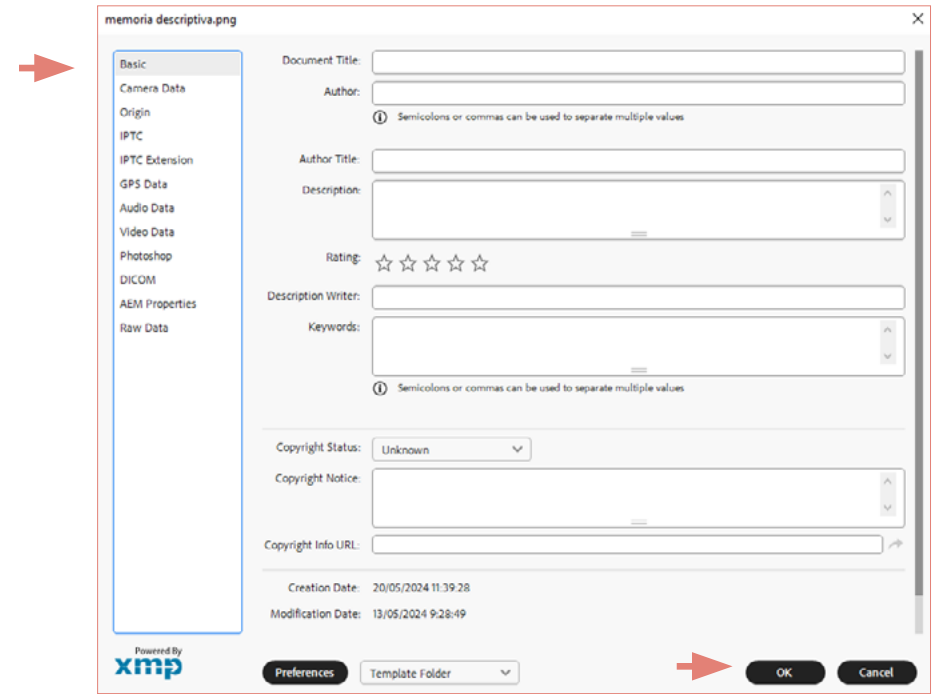 memoria descriptiva.png
Basic
Camera Data
Origin
IPTC
IPTC Extension
GPS Data
Audio Data
Video Data
Photoshop
DICOM
AEM Properties
Raw Data
Document Title:
Author:
Semicolons or commas can be used to separate multiple values
Author Title:
Description:
Rating:
Description Writer:
Keywords:
Semicolons or commas can be used to separate multiple values
Copyright Status: Unknown
Copyright Notice:
Copyright Info URL:
Creation Date: 20/05/2024 11:39:28
Modification Date: 13/05/2024 9:28:49
Powered By
xmp
Preferences Template Folder OK Cancel